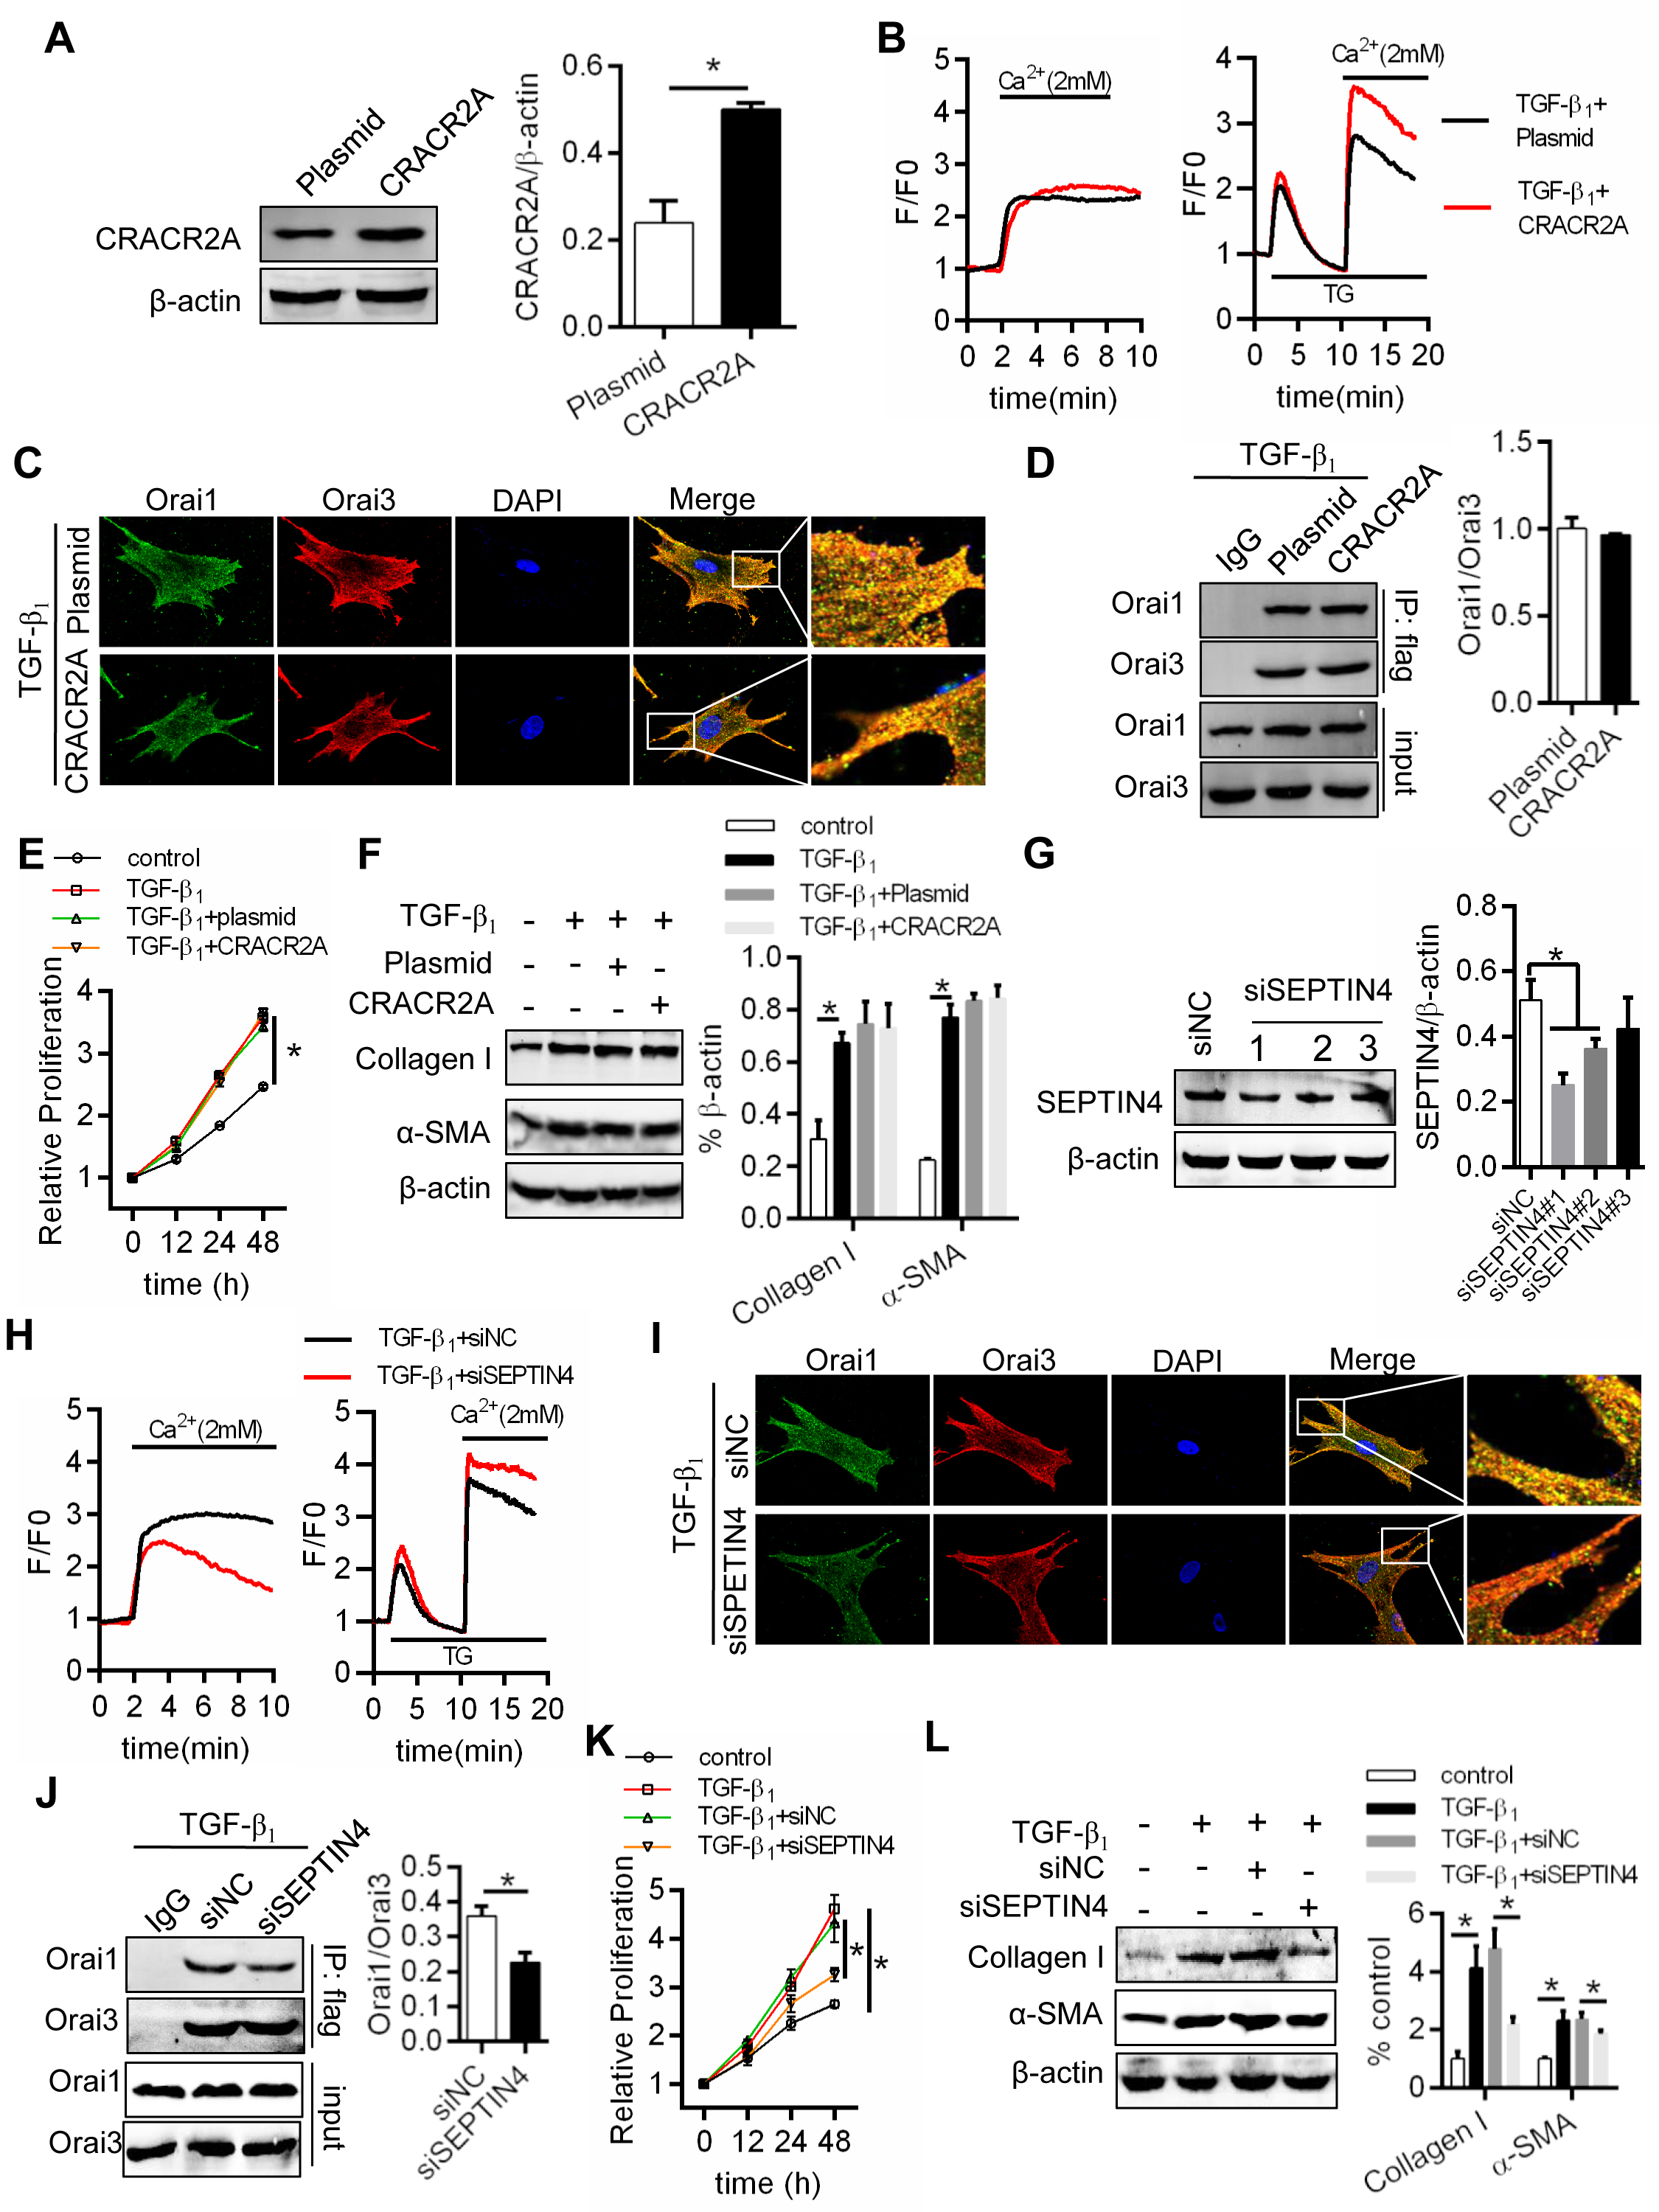 A
Plasmid
CRACR2A
CRACR2A
β-actin
CRACR2A/β-actin
0.6
0.4
0.2
0.0
*
Plasmid
CRACR2A
B
F/F0
5
4
3
2
1
0
Ca2+(2mM)
0 2 4 6 8 10
time(min)
F/F0
4
3
2
1
0
Ca2+(2mM)
TG
0 5 10 15 20
time(min)
TGF-β1+
Plasmid
TGF-β1+
CRACR2A
C
Orai1 Orai3 DAPI Merge
TGF-β1
Plasmid
CRACR2A
D
TGF-β1
IgG
Plasmid
CRACR2A
Orai1
Orai3
Orai1
Orai3
IP: flag
input
Orai1/Orai3
1.5
1.0
0.5
0.0
Plasmid
CRACR2A
E
control
TGF-β1
TGF-β1+plasmid
TGF-β1+CRACR2A
Relative Proliferation
4
3
2
1
*
0 12 24 48
time (h)
F
TGF-β1 - + + +
Plasmid - - + -
CRACR2A - - - +
Collagen I
α-SMA
β-actin
control
TGF-β1
TGF-β1+Plasmid
TGF-β1+CRACR2A
% β-actin
1.0
0.8
0.6
0.4
0.2
0.0
* *
Collagen I
α-SMA
G
siNC
siSEPTIN4
1 2 3
SEPTIN4
β-actin
SEPTIN4/β-actin
0.8
0.6
0.4
0.2
0.0
*
siNC
siSEPTIN4#1
siSEPTIN4#2
siSEPTIN4#3
H
TGF-β1+siNC
TGF-β1+siSEPTIN4
F/F0
5
4
3
2
1
0
Ca2+(2mM)
0 2 4 6 8 10
time(min)
F/F0
5
4
3
2
1
0
Ca2+(2mM)
TG
0 5 10 15 20
time(min)
I
Orai1 Orai3 DAPI Merge
TGF-β1
siNC
siSPETIN4
J
TGF-β1
IgG
siNC
siSEPTIN4
Orai1
Orai3
Orai1
Orai3
IP: flag
input
Orai1/Orai3
0.5
0.4
0.3
0.2
0.1
0.0
*
siNC
siSEPTIN4
K
control
TGF-β1
TGF-β1+siNC
TGF-β1+siSEPTIN4
Relative Proliferation
5
4
3
2
1
* *
0 12 24 48
time (h)
L
TGF-β1 - + + +
siNC - - + -
siSEPTIN4 - - - +
Collagen I
α-SMA
β-actin
control
TGF-β1
TGF-β1+siNC
TGF-β1+siSEPTIN4
% control
6
4
2
0
* * * *
Collagen I
α-SMA